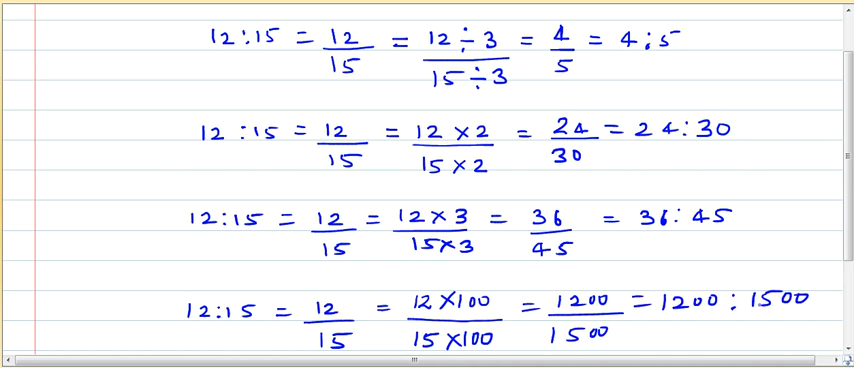 12:15 = 12/15 = 12÷3/15÷3 = 4/5 = 4:5
12:15 = 12/15 = 12×2/15×2 = 24/30 = 24:30
12:15 = 12/15 = 12×3/15×3 = 36/45 = 36:45
12:15 = 12/15 = 12×100/15×100 = 1200/1500 = 1200:1500